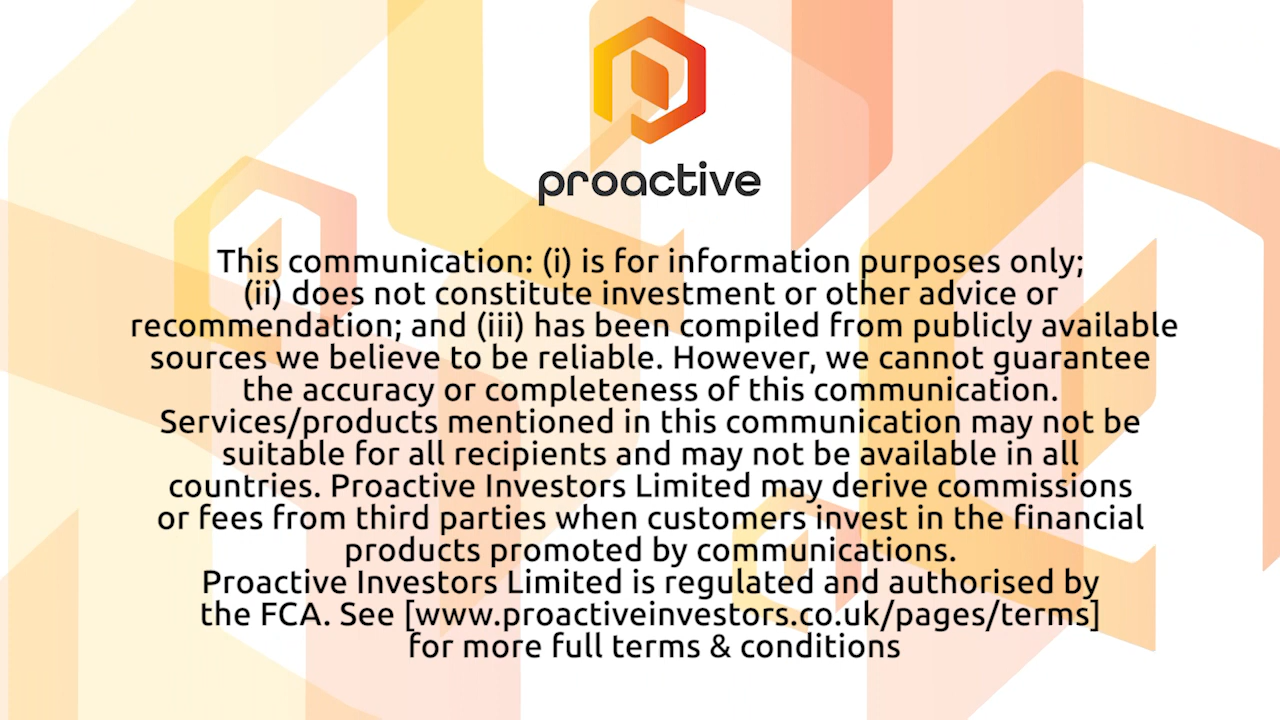 proactive
This communication: (i) is for information purposes only;
(ii) does not constitute investment or other advice or
recommendation; and (iii) has been compiled from publicly available
sources we believe to be reliable. However, we cannot guarantee
the accuracy or completeness of this communication.
Services/products mentioned in this communication may not be
suitable for all recipients and may not be available in all
countries. Proactive Investors Limited may derive commissions
or fees from third parties when customers invest in the financial
products promoted by communications.
Proactive Investors Limited is regulated and authorised by
the FCA. See [www.proactiveinvestors.co.uk/pages/terms]
for more full terms & conditions